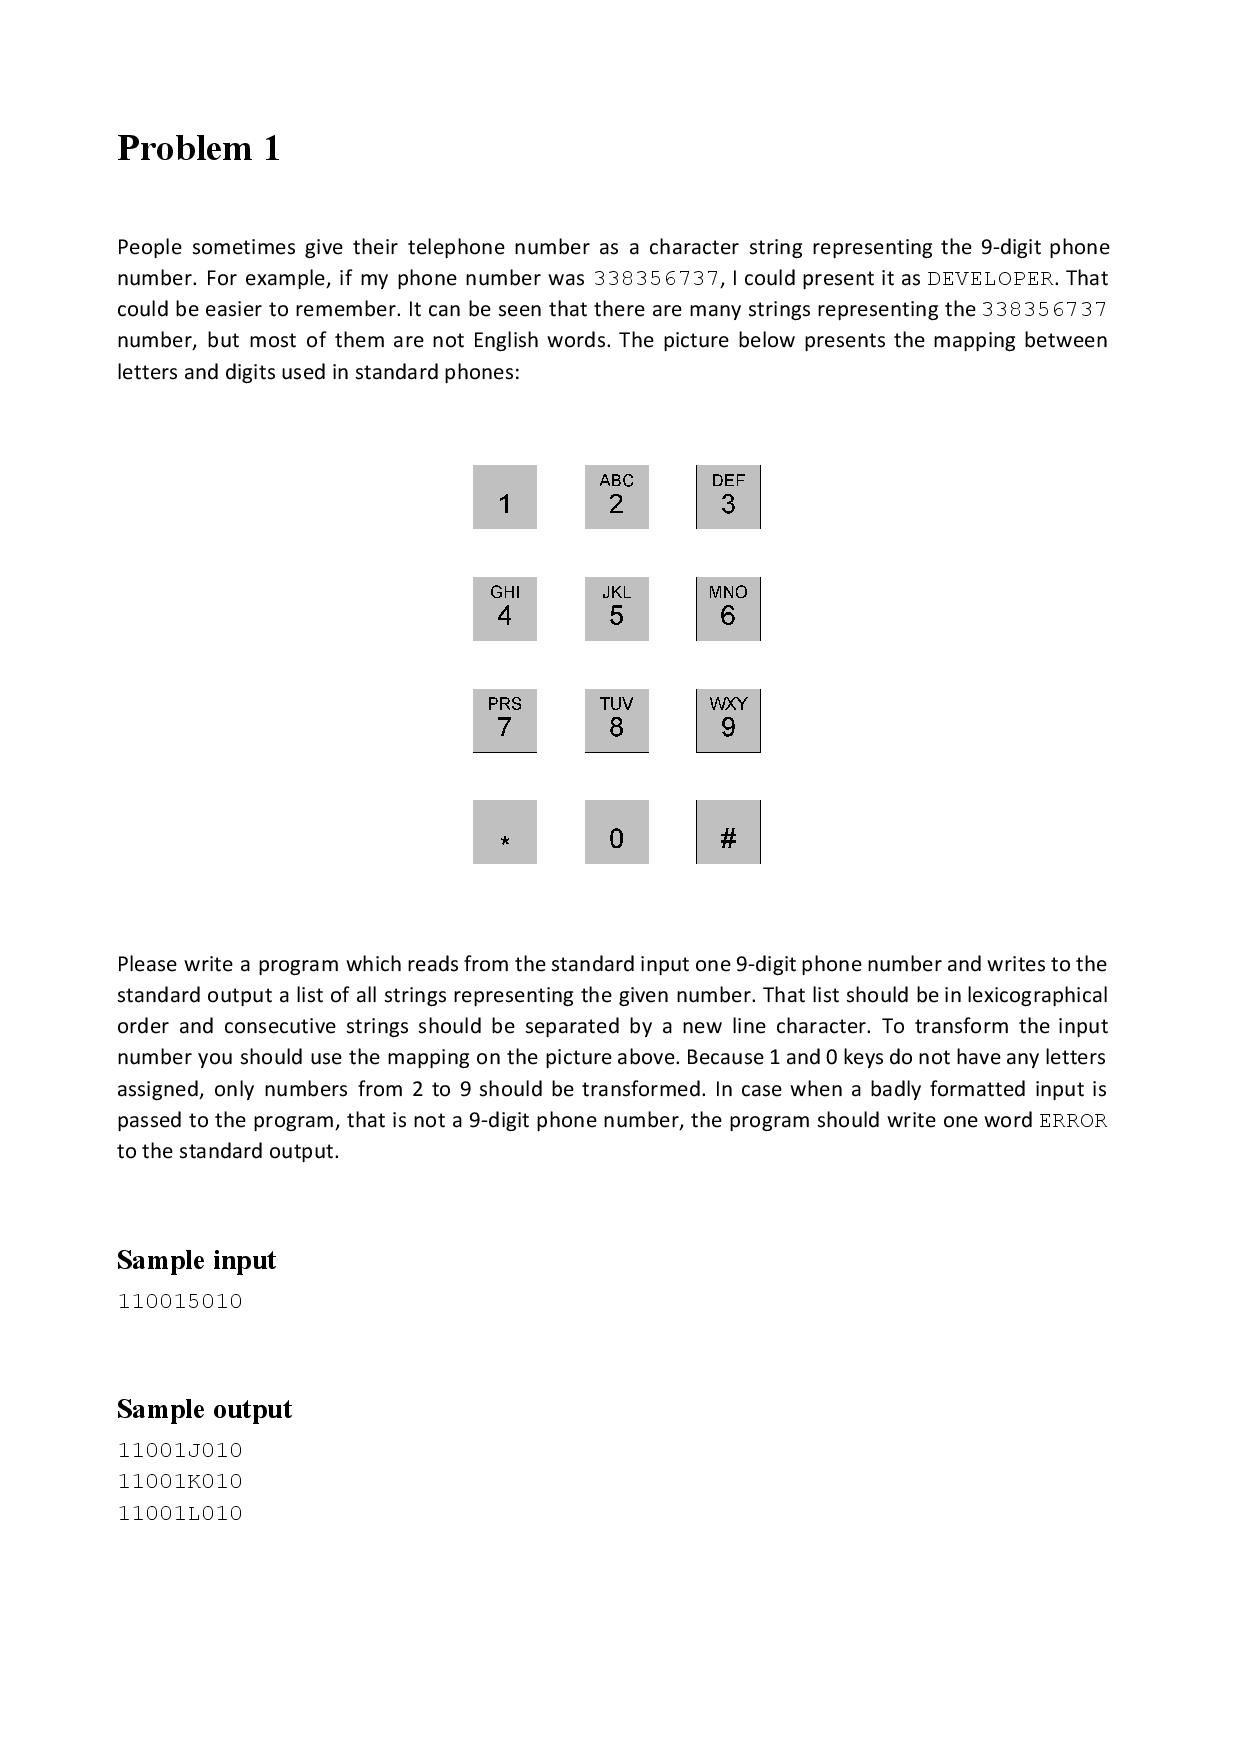 Problem 1
People sometimes give their telephone number as a character string representing the 9-digit phone
number. For example, if my phone number was 338356737, I could present it as DEVELOPER. That
could be easier to remember. It can be seen that there are many strings representing the 338356737
number, but most of them are not English words. The picture below presents the mapping between
letters and digits used in standard phones:
ABC DEF
1 2 3
GHI JKL MNO
4 5 6
PRS TUV WXY
7 8 9
* 0 #
Please write a program which reads from the standard input one 9-digit phone number and writes to the
standard output a list of all strings representing the given number. That list should be in lexicographical
order and consecutive strings should be separated by a new line character. To transform the input
number you should use the mapping on the picture above. Because 1 and 0 keys do not have any letters
assigned, only numbers from 2 to 9 should be transformed. In case when a badly formatted input is
passed to the program, that is not a 9-digit phone number, the program should write one word ERROR
to the standard output.
Sample input
110015010
Sample output
11001J010
11001K010
11001L010